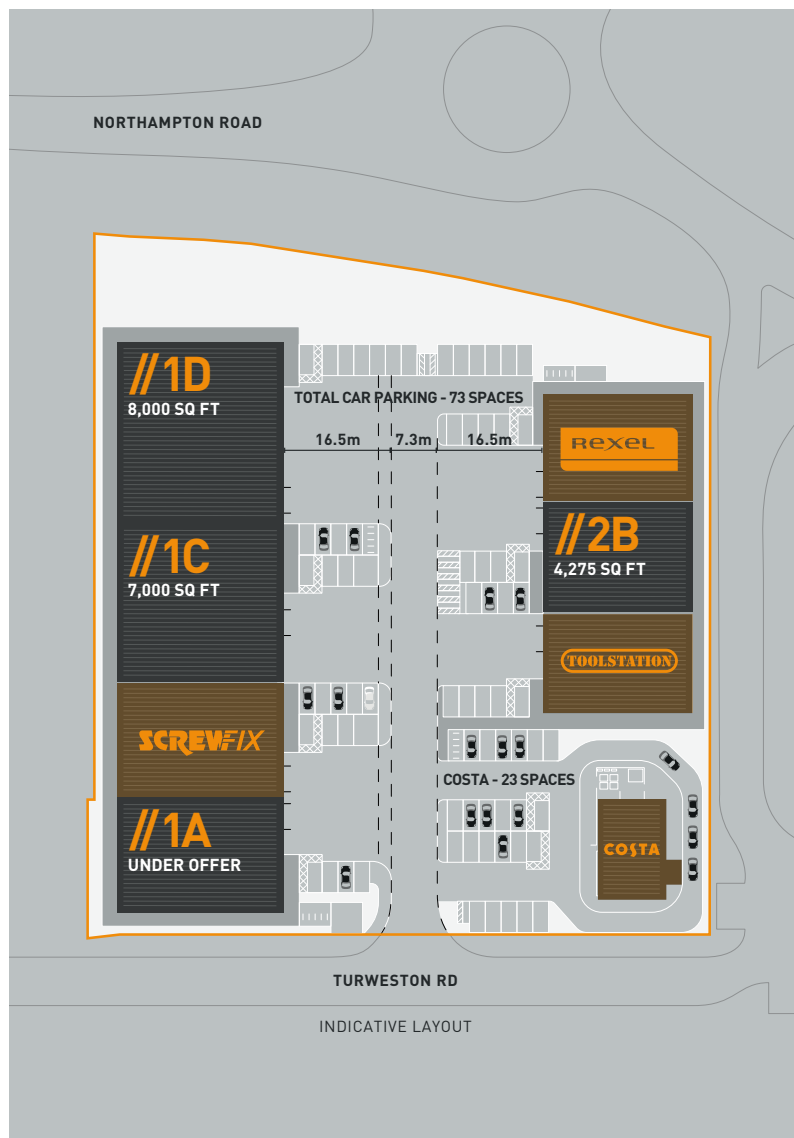 NORTHAMPTON ROAD
//1D
8,000 SQ FT
TOTAL CAR PARKING - 73 SPACES
16.5m 7.3m 16.5m
REXEL
//1C
7,000 SQ FT
//2B
4,275 SQ FT
TOOLSTATION
SCREWFIX
COSTA - 23 SPACES
//1A
UNDER OFFER
COSTA
TURWESTON RD
INDICATIVE LAYOUT